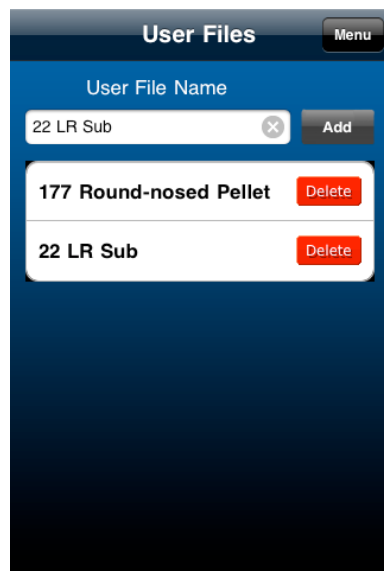 User Files
Menu
User File Name
22 LR Sub
Add
177 Round-nosed Pellet
Delete
22 LR Sub
Delete